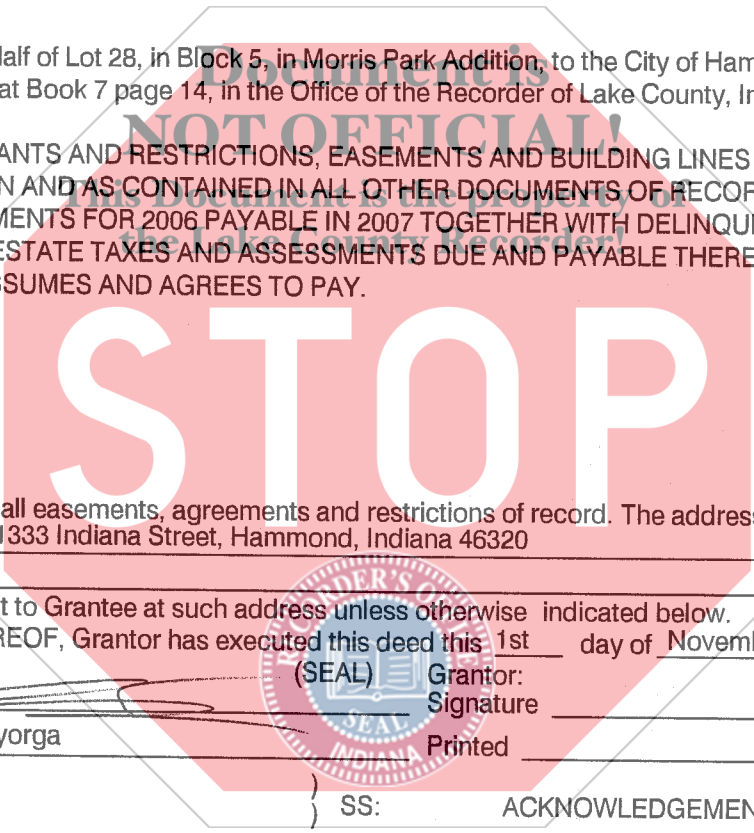 Half of Lot 28, in Block 5, in Morris Park Addition, to the City of Ham
Document is
at Book 7 page 14, in the Office of the Recorder of Lake County, In
NOT OFFICIAL!
ANTS AND RESTRICTIONS, EASEMENTS AND BUILDING LINES
N AND AS CONTAINED IN ALL OTHER DOCUMENTS OF RECOR
This Document is the property of
MENTS FOR 2006 PAYABLE IN 2007 TOGETHER WITH DELINQU
the Lake County Recorder!
ESTATE TAXES AND ASSESSMENTS DUE AND PAYABLE THERE
SSUMES AND AGREES TO PAY.
STOP
all easements, agreements and restrictions of record. The address
1333 Indiana Street, Hammond, Indiana 46320
t to Grantee at such address unless otherwise indicated below.
REOF, Grantor has executed this deed this 1st day of Novem
(SEAL) Grantor:
Signature
yorga Printed
RECORDER'S OFFICE
SEAL
INDIANA
) SS: ACKNOWLEDGEMEN
)